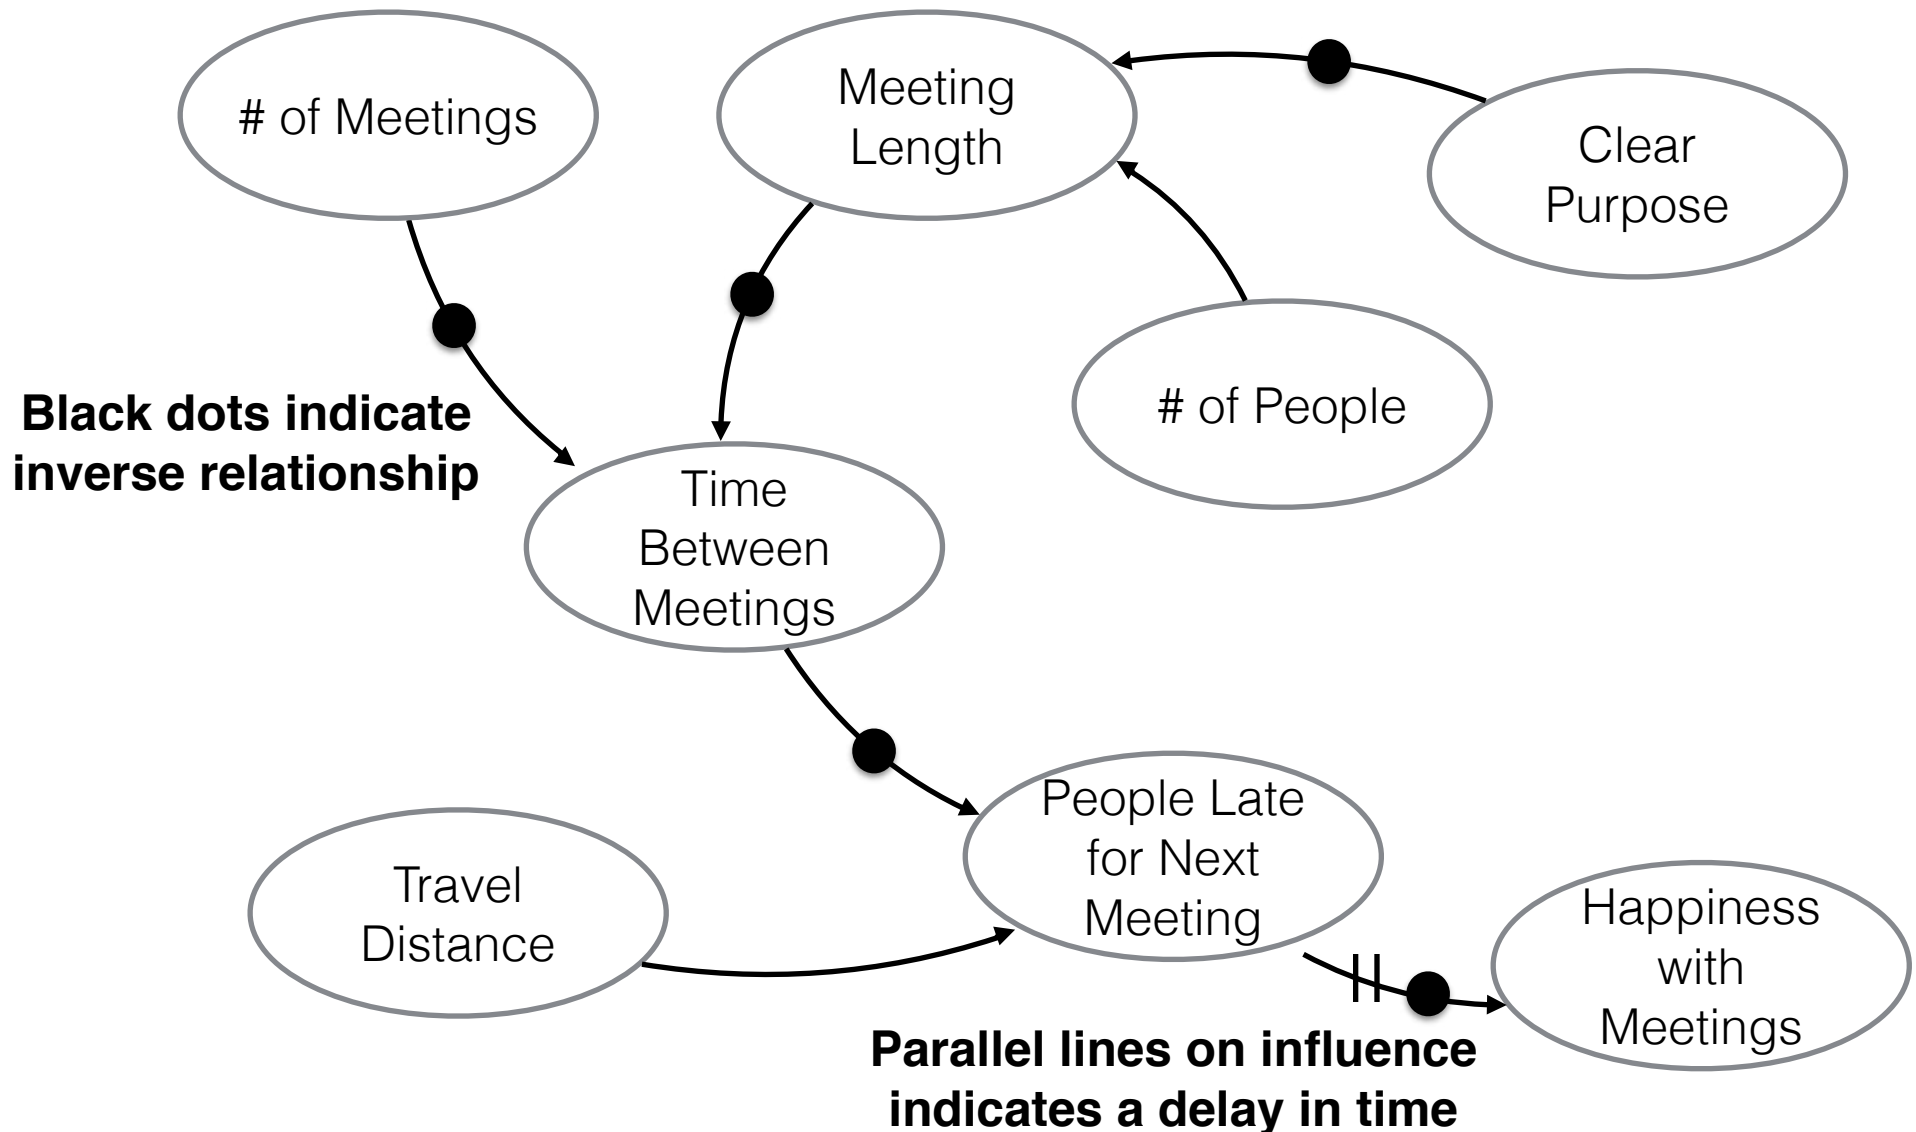 # of Meetings
Meeting
Length
Clear
Purpose
# of People
Black dots indicate
inverse relationship
Time
Between
Meetings
People Late
for Next
Meeting
Travel
Distance
Happiness
with
Meetings
Parallel lines on influence
indicates a delay in time